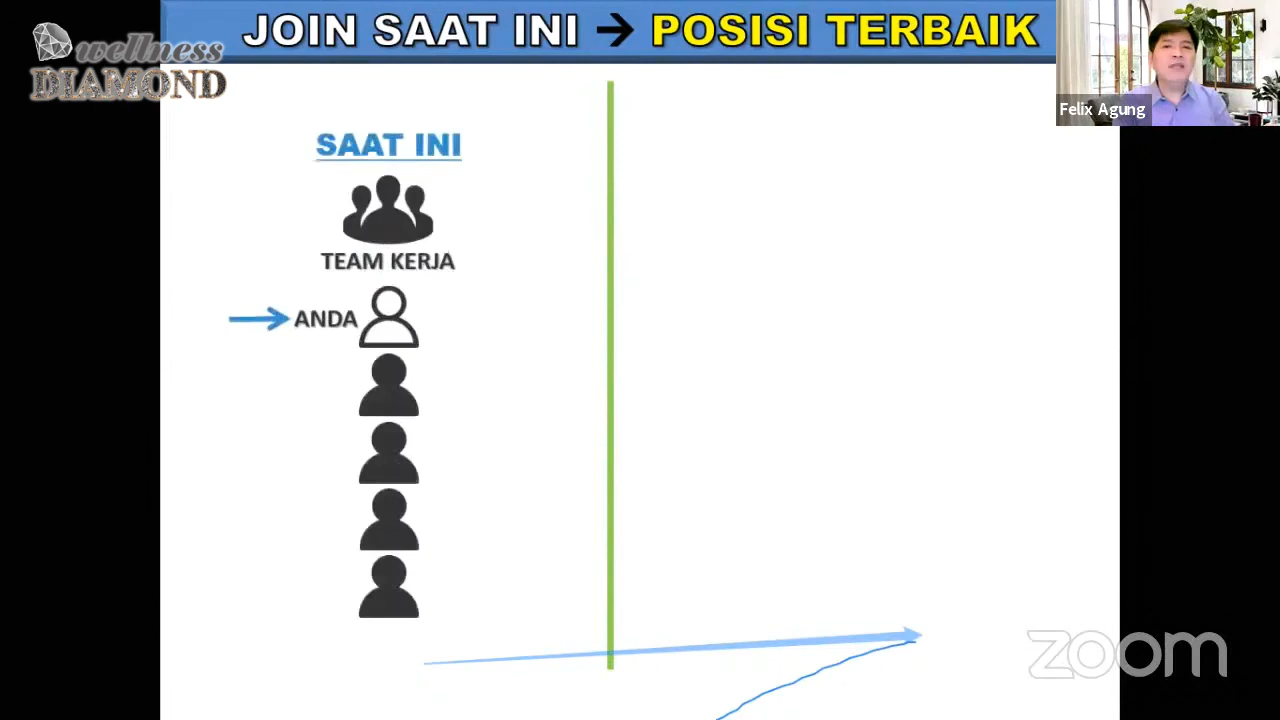 JOIN SAAT INI → POSISI TERBAIK
wellness
DIAMOND
Felix Agung
SAAT INI
TEAM KERJA
ANDA
zoom